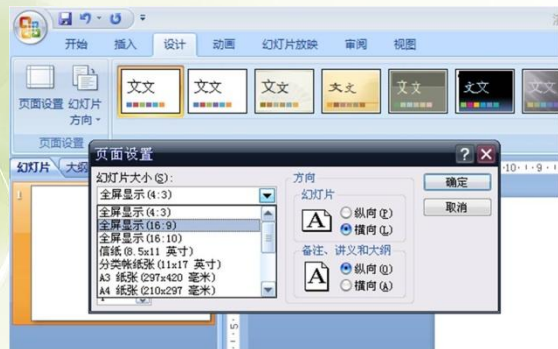 开始 插入 设计 动画 幻灯片放映 审阅 视图
文文 文文 文文 文文 文文 文文 文文
页面设置 幻灯片方向
页面设置
幻灯片 大纲
页面设置
幻灯片大小(S):
全屏显示(4:3)
全屏显示(4:3)
全屏显示(16:9)
全屏显示(16:10)
信纸(8.5x11 英寸)
分类帐纸张(11x17 英寸)
A3 纸张(297x420 毫米)
A4 纸张(210x297 毫米)
方向
幻灯片
A
纵向(P)
横向(L)
备注、讲义和大纲
A
纵向(O)
横向(A)
确定
取消
1
10 9
5